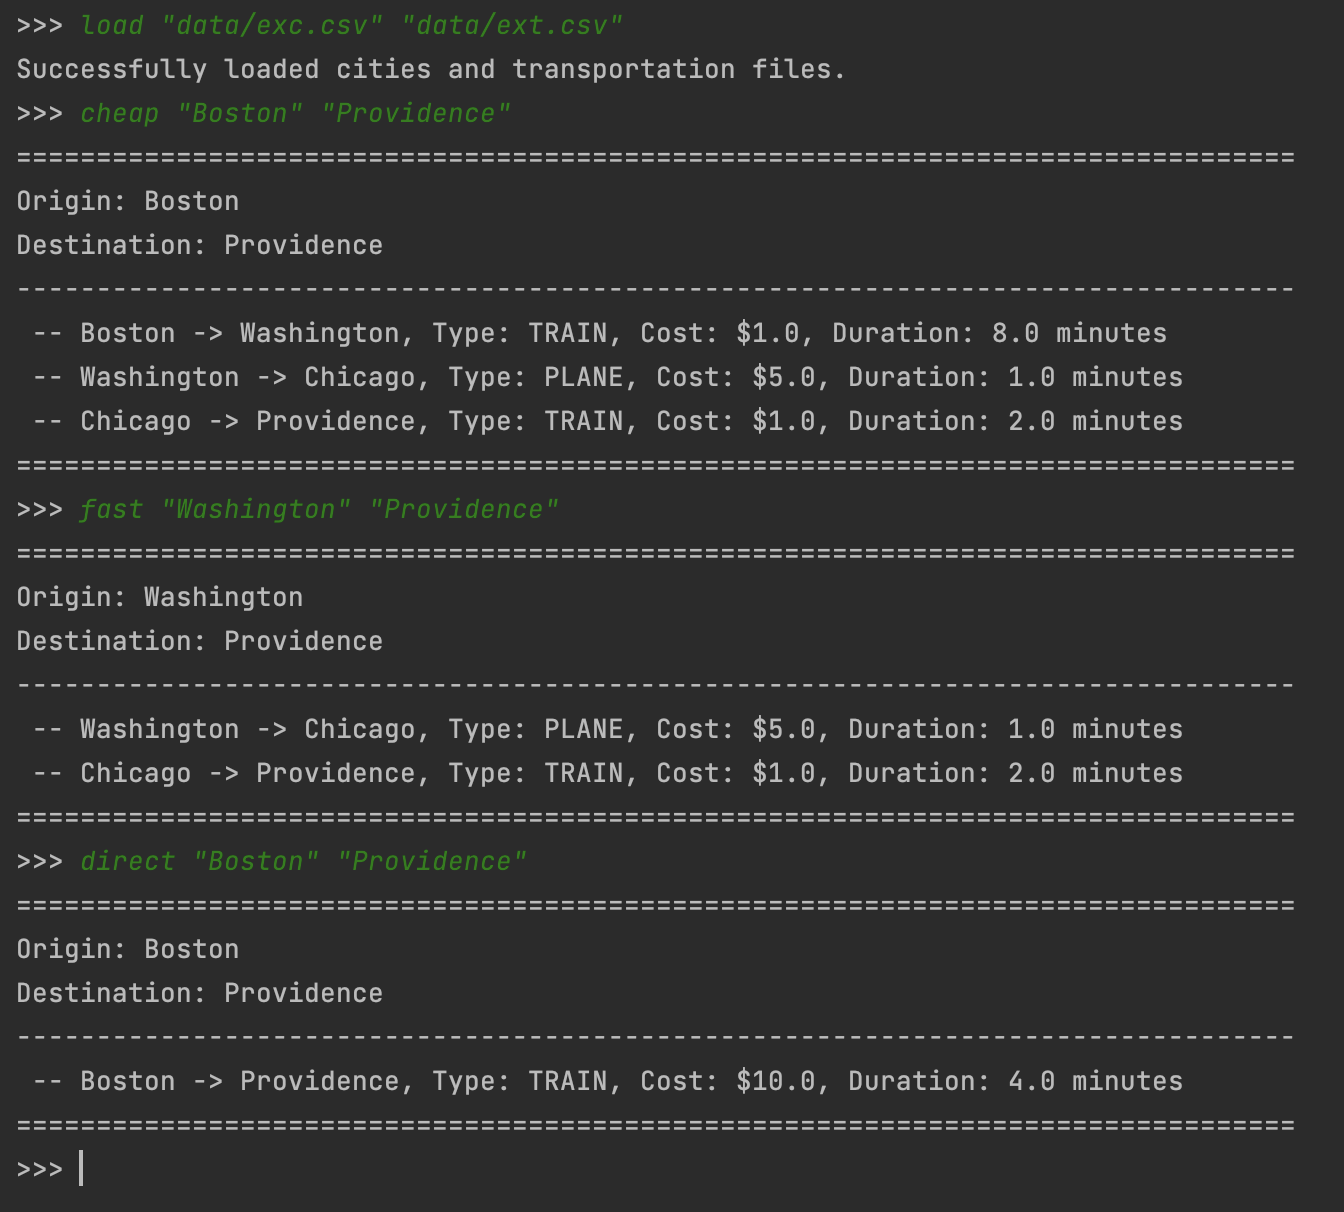 >>> load "data/exc.csv" "data/ext.csv"
Successfully loaded cities and transportation files.
>>> cheap "Boston" "Providence"
================================================================================
Origin: Boston
Destination: Providence
--------------------------------------------------------------------------------
 -- Boston -> Washington, Type: TRAIN, Cost: $1.0, Duration: 8.0 minutes
 -- Washington -> Chicago, Type: PLANE, Cost: $5.0, Duration: 1.0 minutes
 -- Chicago -> Providence, Type: TRAIN, Cost: $1.0, Duration: 2.0 minutes
================================================================================
>>> fast "Washington" "Providence"
================================================================================
Origin: Washington
Destination: Providence
--------------------------------------------------------------------------------
 -- Washington -> Chicago, Type: PLANE, Cost: $5.0, Duration: 1.0 minutes
 -- Chicago -> Providence, Type: TRAIN, Cost: $1.0, Duration: 2.0 minutes
================================================================================
>>> direct "Boston" "Providence"
================================================================================
Origin: Boston
Destination: Providence
--------------------------------------------------------------------------------
 -- Boston -> Providence, Type: TRAIN, Cost: $10.0, Duration: 4.0 minutes
================================================================================
>>>